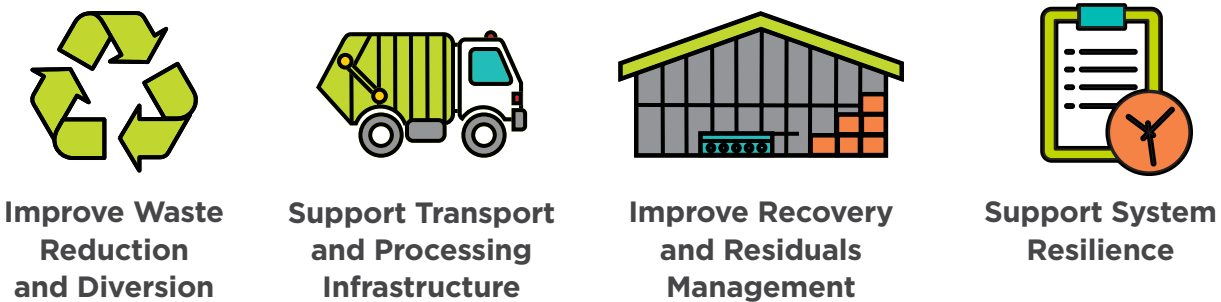 Improve Waste
Reduction
and Diversion
Support Transport
and Processing
Infrastructure
Improve Recovery
and Residuals
Management
Support System
Resilience